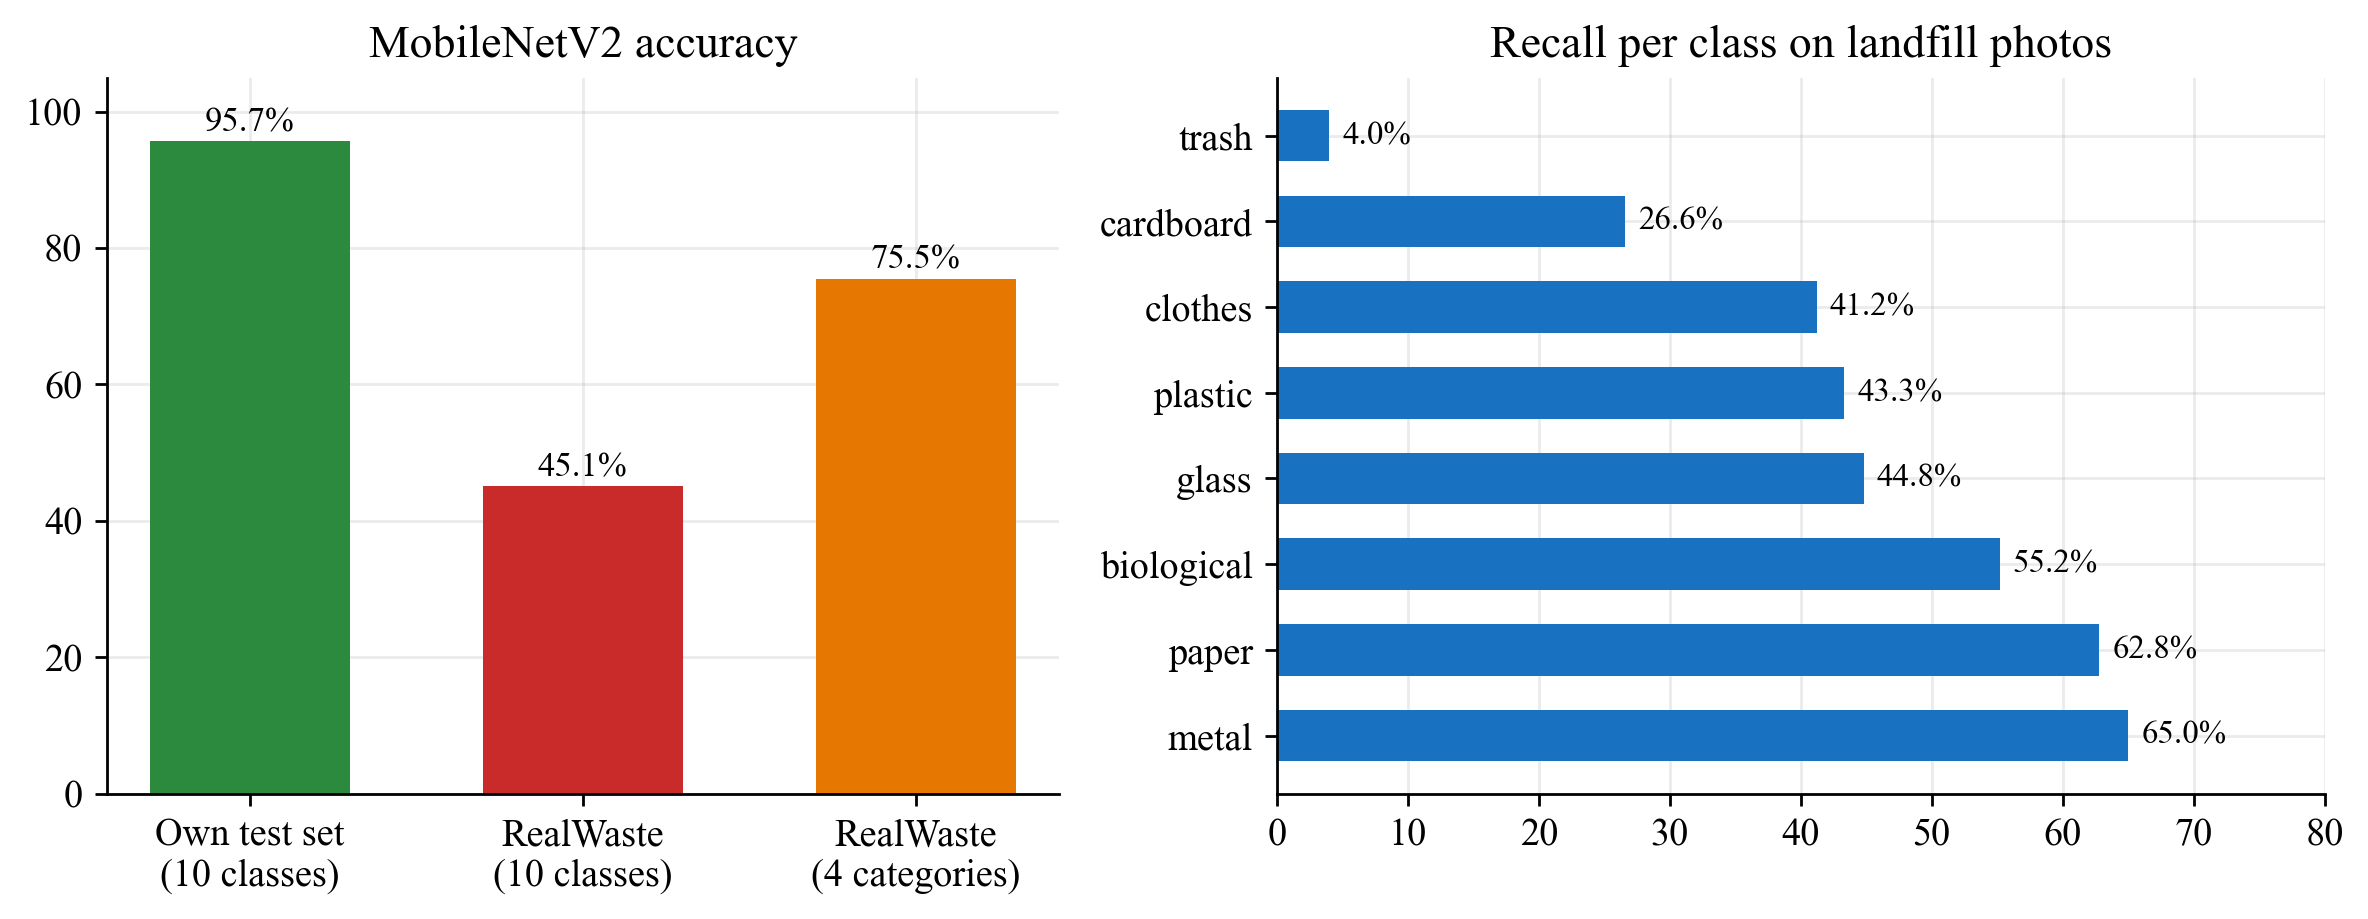 MobileNetV2 accuracy
100
80
60
40
20
0
95.7%
45.1%
75.5%
Own test set
(10 classes)
RealWaste
(10 classes)
RealWaste
(4 categories)
Recall per class on landfill photos
trash 4.0%
cardboard 26.6%
clothes 41.2%
plastic 43.3%
glass 44.8%
biological 55.2%
paper 62.8%
metal 65.0%
0 10 20 30 40 50 60 70 80